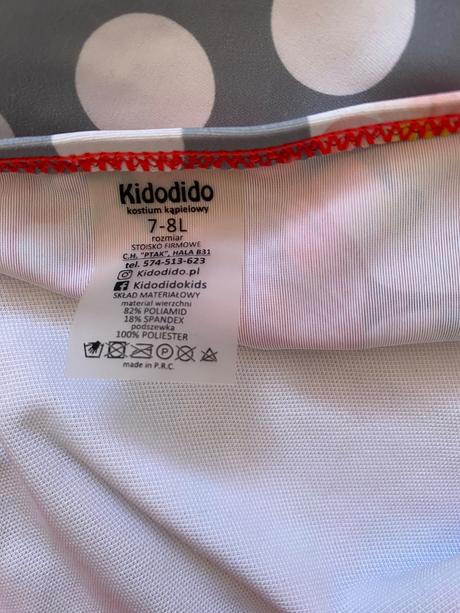 Kidodido
kostium kąpielowy
7-8L
rozmiar
STOISKO FIRMOWE
C.H. "PTAK", HALA B31
tel. 574-513-623
Kidodido.pl
Kidodidokids
SKŁAD MATERIAŁOWY
materiał wierzchni
82% POLIAMID
18% SPANDEX
podszewka
100% POLIESTER
made in P.R.C.